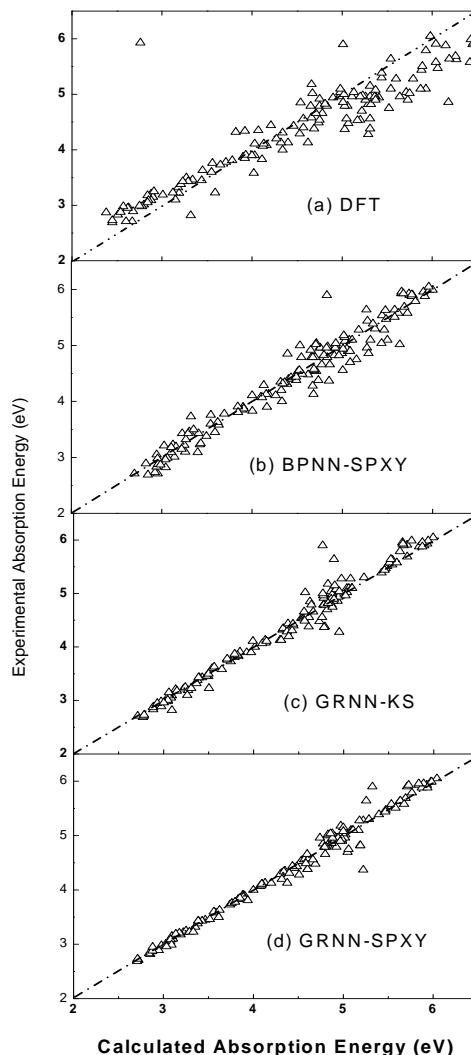 Experimental Absorption Energy (eV)
6
5
4
3
2
(a) DFT
6
5
4
3
2
(b) BPNN-SPXY
6
5
4
3
2
(c) GRNN-KS
6
5
4
3
2
(d) GRNN-SPXY
2 3 4 5 6
Calculated Absorption Energy (eV)